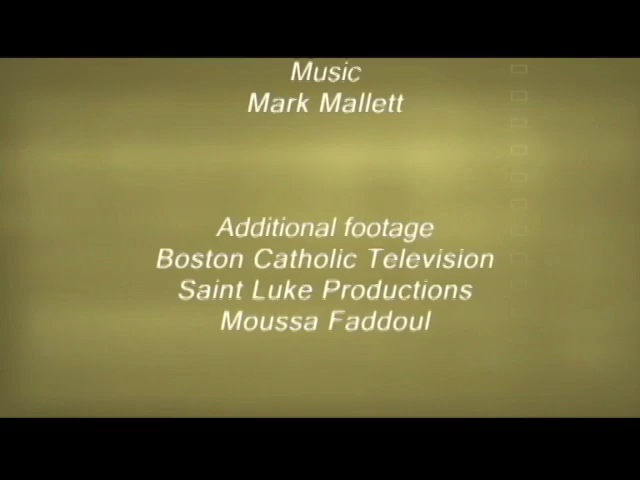 Music
Mark Mallett
Additional footage
Boston Catholic Television
Saint Luke Productions
Moussa Faddoul